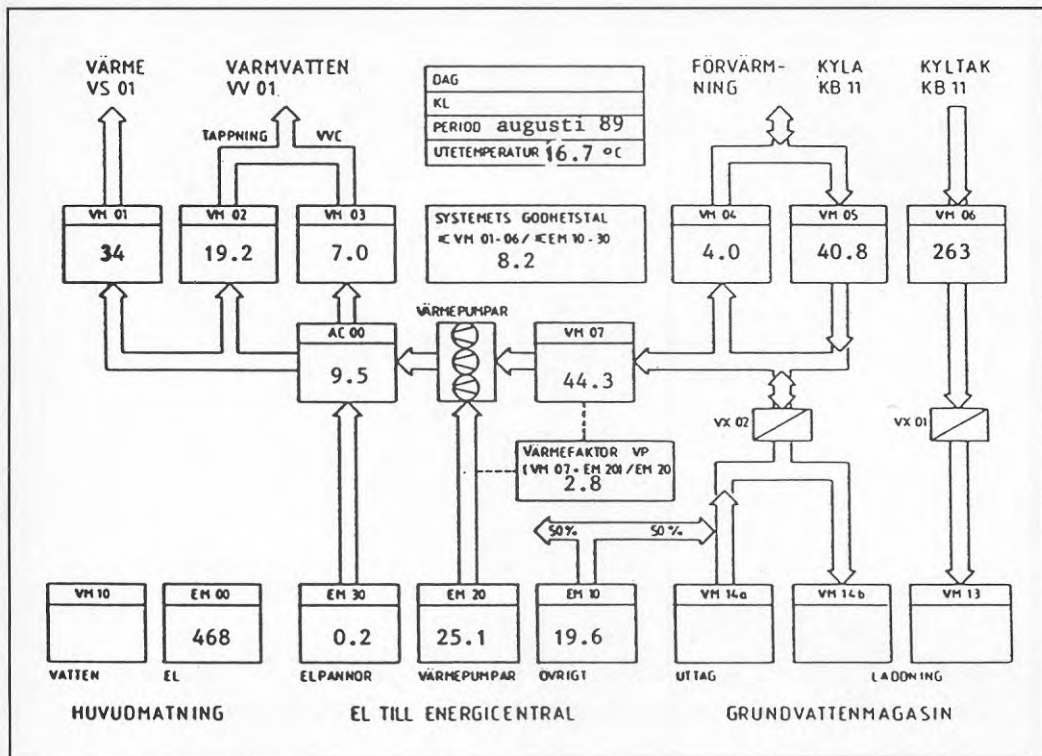 VÄRME
VS 01
VARMVATTEN
VV 01
TAPPNING
VVC
DAG
KL
PERIOD augusti 89
UTETEMPERATUR 16.7 °C
FÖRVÄRM-
NING
KYLA
KB 11
KYLTAK
KB 11
VM 01
34
VM 02
19.2
VM 03
7.0
SYSTEMETS GODHETSTAL
VM 01-06 / EM 10-30
8.2
VM 04
4.0
VM 05
40.8
VM 06
263
VÄRMEPUMPAR
AC 00
9.5
VM 07
44.3
VX 02
VX 01
VÄRMEFAKTOR VP
(VM 07 + EM 20) / EM 20
2.8
50%
50%
VM 10
VATTEN
EM 00
468
EL
EM 30
0.2
ELPANNOR
EM 20
25.1
VÄRMEPUMPAR
EM 10
19.6
ÖVRIGT
VM 14a
UTTAG
VM 14b
VM 13
LADDNING
HUVUDMATNING
EL TILL ENERGICENTRAL
GRUNDVATTENMAGASIN